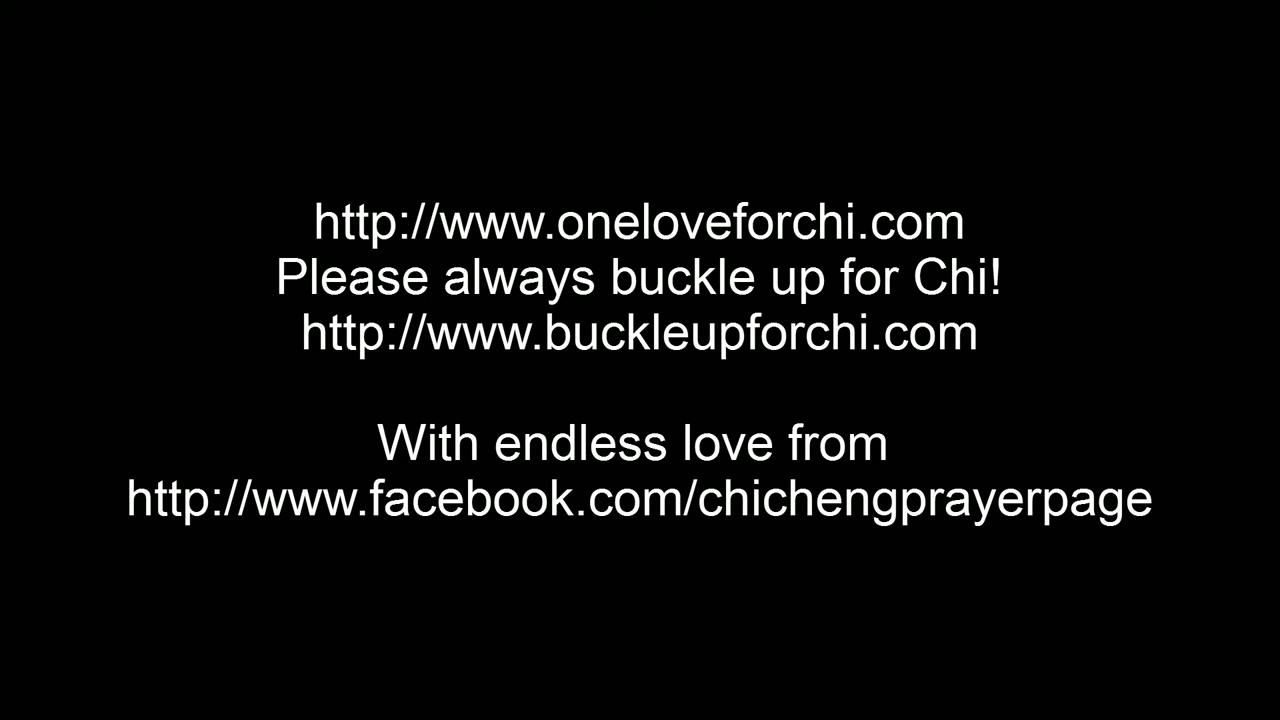 http://www.oneloveforchi.com
Please always buckle up for Chi!
http://www.buckleupforchi.com
With endless love from
http://www.facebook.com/chichengprayerpage